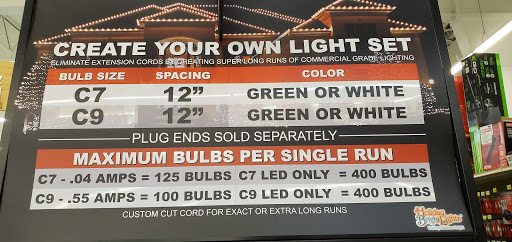 CREATE YOUR OWN LIGHT SET
ELIMINATE EXTENSION CORDS BY CREATING SUPER LONG RUNS OF COMMERCIAL GRADE LIGHTING
BULB SIZE SPACING COLOR
C7 12” GREEN OR WHITE
C9 12” GREEN OR WHITE
PLUG ENDS SOLD SEPARATELY
MAXIMUM BULBS PER SINGLE RUN
C7 - .04 AMPS = 125 BULBS C7 LED ONLY = 400 BULBS
C9 - .55 AMPS = 100 BULBS C9 LED ONLY = 400 BULBS
CUSTOM CUT CORD FOR EXACT OR EXTRA LONG RUNS
Holiday
Bright Lights